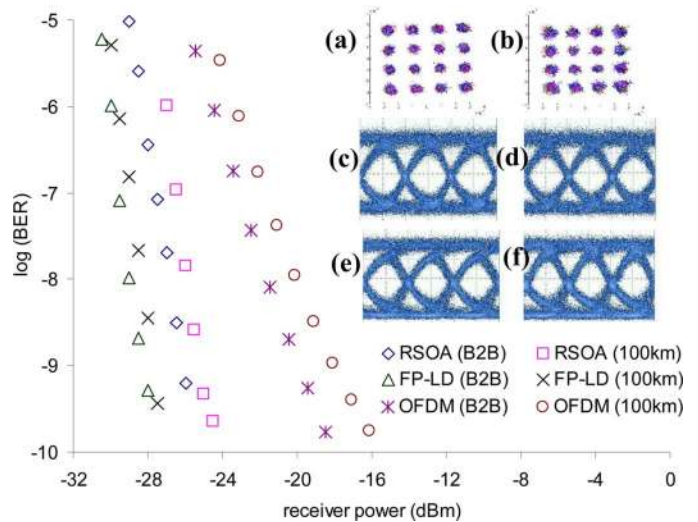 -5
-6
-7
-8
-9
-10
log (BER)
(a)
(b)
(c)
(d)
(e)
(f)
RSOA (B2B)
RSOA (100km)
FP-LD (B2B)
FP-LD (100km)
OFDM (B2B)
OFDM (100km)
-32
-28
-24
-20
-16
-12
-8
-4
0
receiver power (dBm)